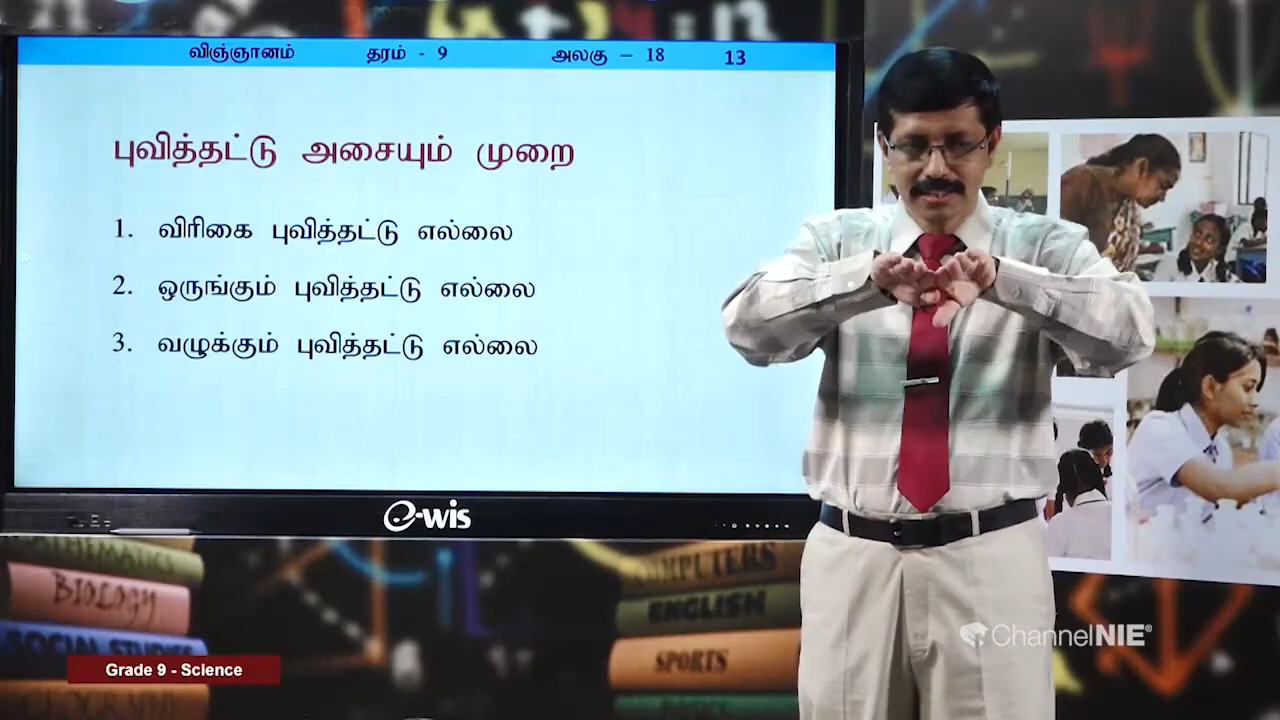 விஞ்ஞானம் தரம் - 9 அலகு – 18 13
புவித்தட்டு அசையும் முறை
1. விரிகை புவித்தட்டு எல்லை
2. ஒருங்கும் புவித்தட்டு எல்லை
3. வழுக்கும் புவித்தட்டு எல்லை
e-wis
MATHEMATICS
BIOLOGY
SOCIAL STUDIES
COMPUTERS
ENGLISH
SPORTS
ChannelNIE®
Grade 9 - Science